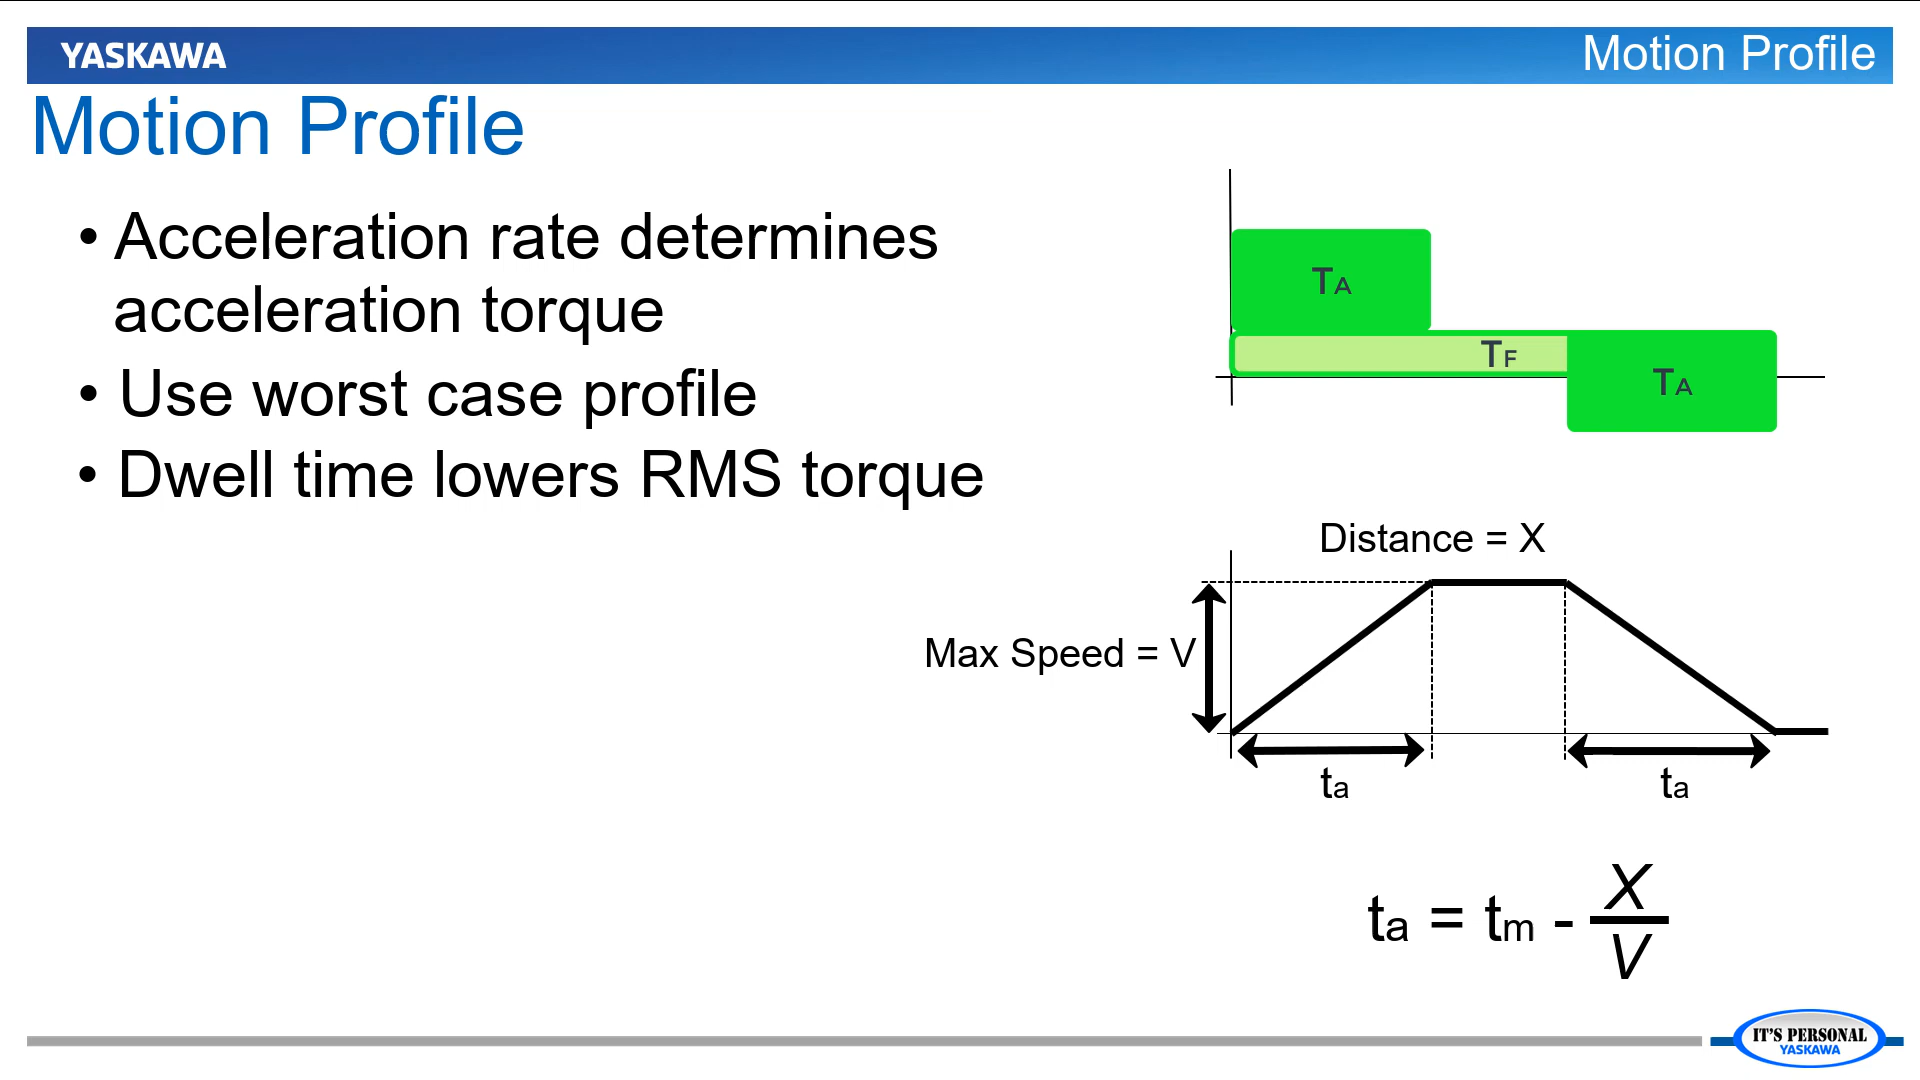 YASKAWA
Motion Profile
Motion Profile
• Acceleration rate determines
acceleration torque
• Use worst case profile
• Dwell time lowers RMS torque
TA
TF
TA
Distance = X
Max Speed = V
ta
ta
ta = tm - X
V
IT'S PERSONAL
YASKAWA